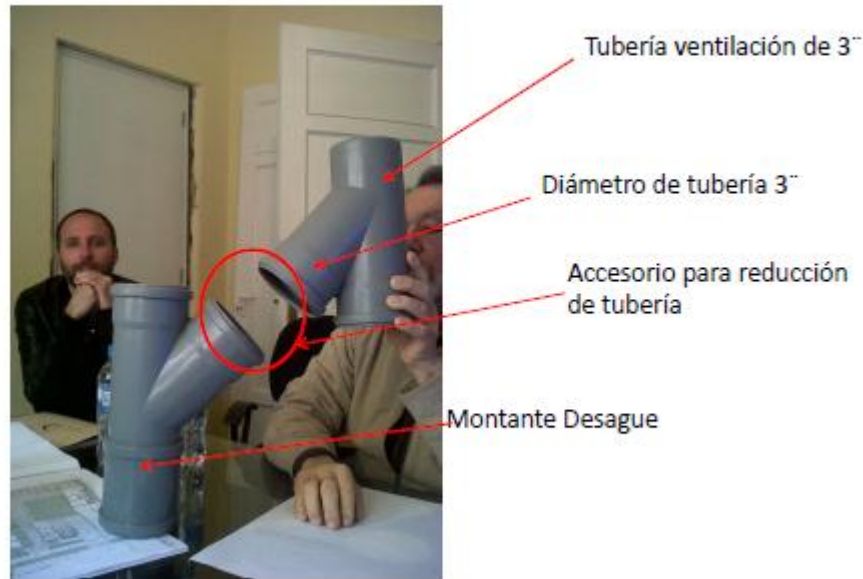 Tubería ventilación de 3¨
Diámetro de tubería 3¨
Accesorio para reducción
de tubería
Montante Desague